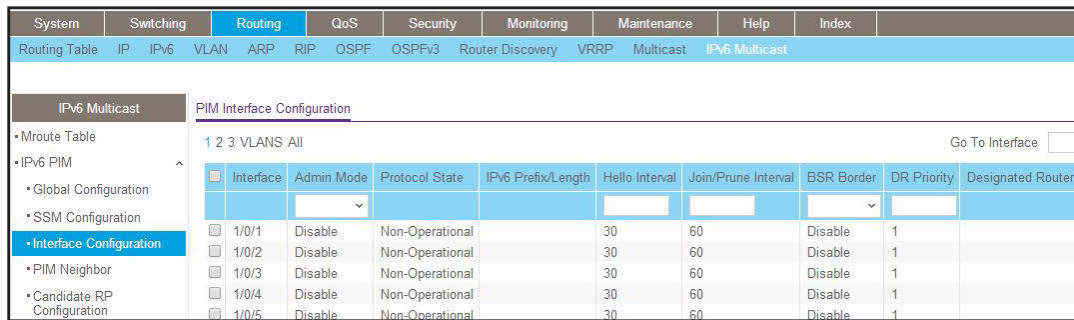 System Switching Routing QoS Security Monitoring Maintenance Help Index
Routing Table IP IPv6 VLAN ARP RIP OSPF OSPFv3 Router Discovery VRRP Multicast IPv6 Multicast
IPv6 Multicast
• Mroute Table
• IPv6 PIM
• Global Configuration
• SSM Configuration
• Interface Configuration
• PIM Neighbor
• Candidate RP
Configuration
PIM Interface Configuration
1 2 3 VLANS All Go To Interface
Interface Admin Mode Protocol State IPv6 Prefix/Length Hello Interval Join/Prune Interval BSR Border DR Priority Designated Router
1/0/1 Disable Non-Operational 30 60 Disable 1
1/0/2 Disable Non-Operational 30 60 Disable 1
1/0/3 Disable Non-Operational 30 60 Disable 1
1/0/4 Disable Non-Operational 30 60 Disable 1
1/0/5 Disable Non-Operational 30 60 Disable 1